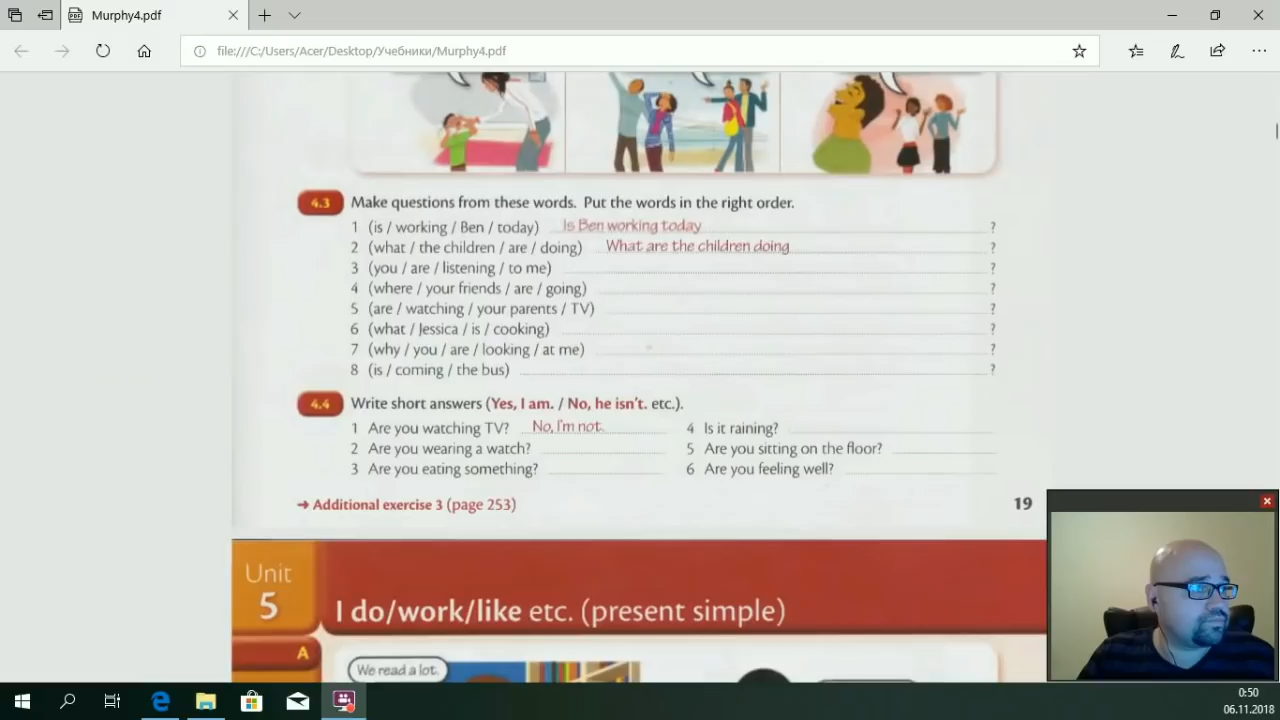 Murphy4.pdf
file:///C:/Users/Acer/Desktop/Учебники/Murphy4.pdf
4.3 Make questions from these words. Put the words in the right order.
1 (is / working / Ben / today) Is Ben working today ?
2 (what / the children / are / doing) What are the children doing ?
3 (you / are / listening / to me) ?
4 (where / your friends / are / going) ?
5 (are / watching / your parents / TV) ?
6 (what / Jessica / is / cooking) ?
7 (why / you / are / looking / at me) ?
8 (is / coming / the bus) ?
4.4 Write short answers (Yes, I am. / No, he isn't. etc.).
1 Are you watching TV? No, I'm not.
2 Are you wearing a watch?
3 Are you eating something?
4 Is it raining?
5 Are you sitting on the floor?
6 Are you feeling well?
→ Additional exercise 3 (page 253)
19
Unit
5
I do/work/like etc. (present simple)
A
We read a lot.
0:50
06.11.2018